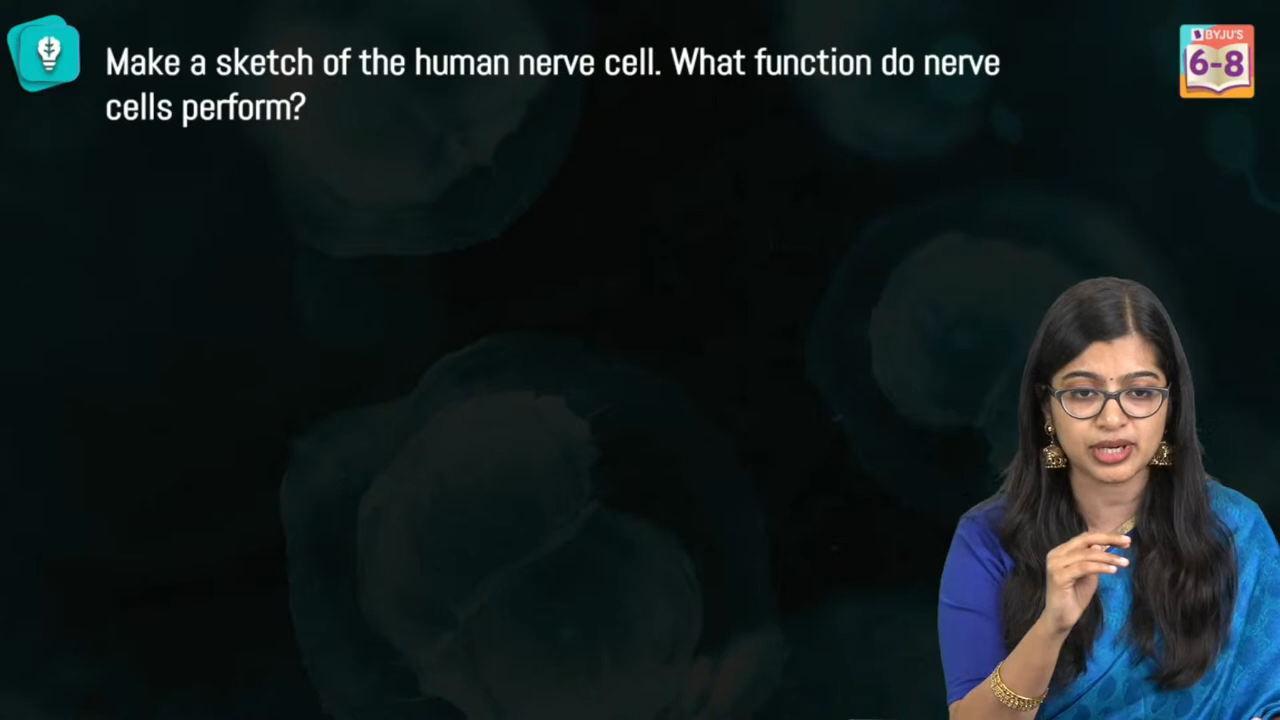 Make a sketch of the human nerve cell. What function do nerve
cells perform?
BYJU'S
6-8